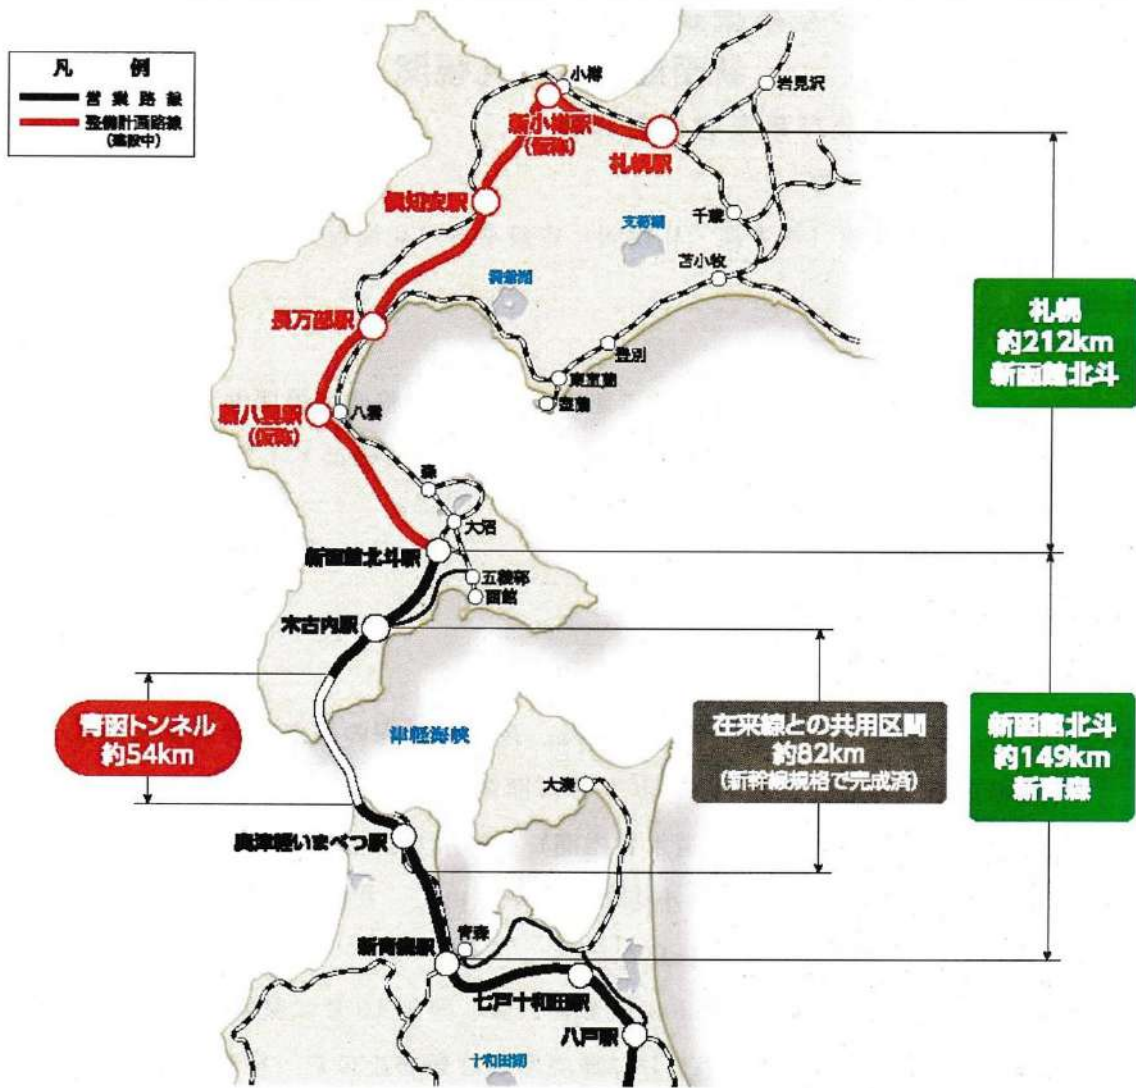 凡 例
営業路線
整備計画路線
(建設中)
小樽
岩見沢
新小樽駅
(仮称)
札幌駅
倶知安駅
千歳
支笏湖
苫小牧
洞爺湖
長万部駅
登別
東室蘭
室蘭
新八雲駅
(仮称)
八雲
森
大沼
新函館北斗駅
五稜郭
函館
木古内駅
札幌
約212km
新函館北斗
青函トンネル
約54km
津軽海峡
在来線との共用区間
約82km
(新幹線規格で完成済)
新函館北斗
約149km
新青森
大湊
奥津軽いまべつ駅
青森
新青森駅
七戸十和田駅
八戸駅
十和田湖